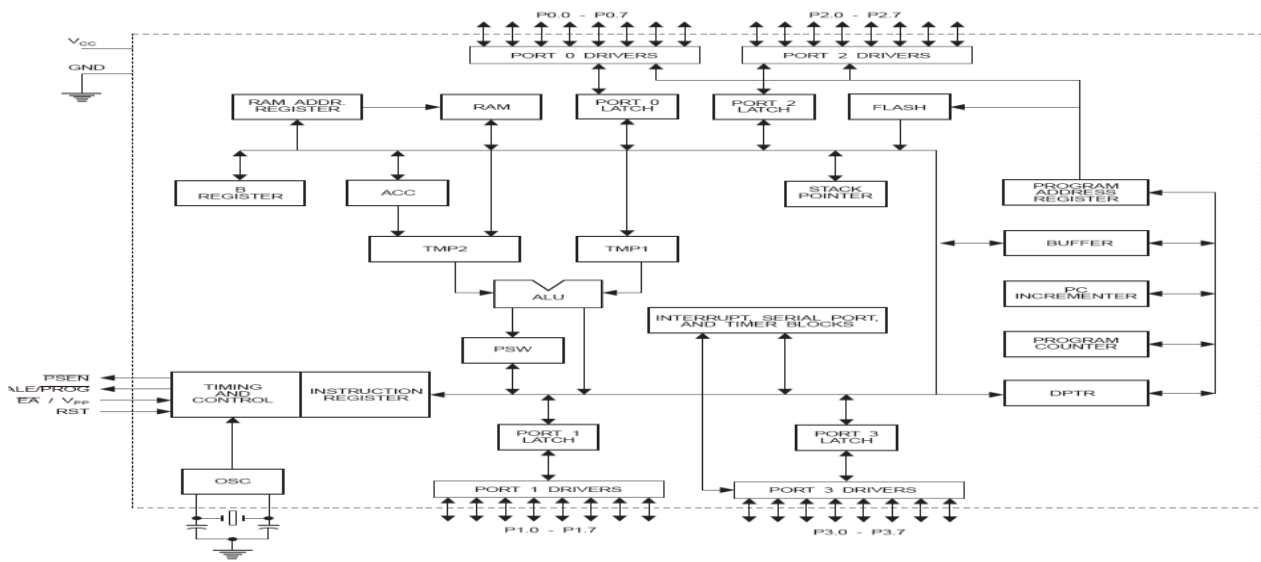 P0.0 - P0.7
P2.0 - P2.7
VCC
GND
PORT 0 DRIVERS
PORT 2 DRIVERS
RAM ADDR.
REGISTER
RAM
PORT 0
LATCH
PORT 2
LATCH
FLASH
B
REGISTER
ACC
STACK
POINTER
PROGRAM
ADDRESS
REGISTER
TMP2
TMP1
BUFFER
ALU
PC
INCREMENTER
INTERRUPT, SERIAL PORT,
AND TIMER BLOCKS
PSW
PROGRAM
COUNTER
PSEN
ALE/PROG
EA / VPP
RST
TIMING
AND
CONTROL
INSTRUCTION
REGISTER
DPTR
PORT 1
LATCH
PORT 3
LATCH
OSC
PORT 1 DRIVERS
PORT 3 DRIVERS
P1.0 - P1.7
P3.0 - P3.7